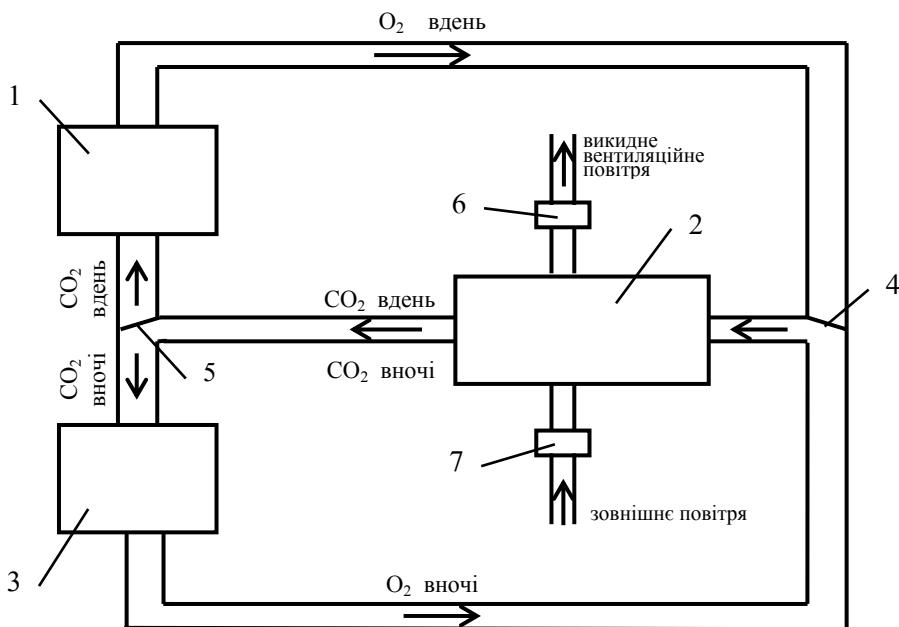 O₂ вдень
1
викидне
вентиляційне
повітря
6
2
CO₂
вдень
CO₂ вдень
4
5
CO₂ вночі
CO₂
вночі
7
зовнішнє повітря
3
O₂ вночі